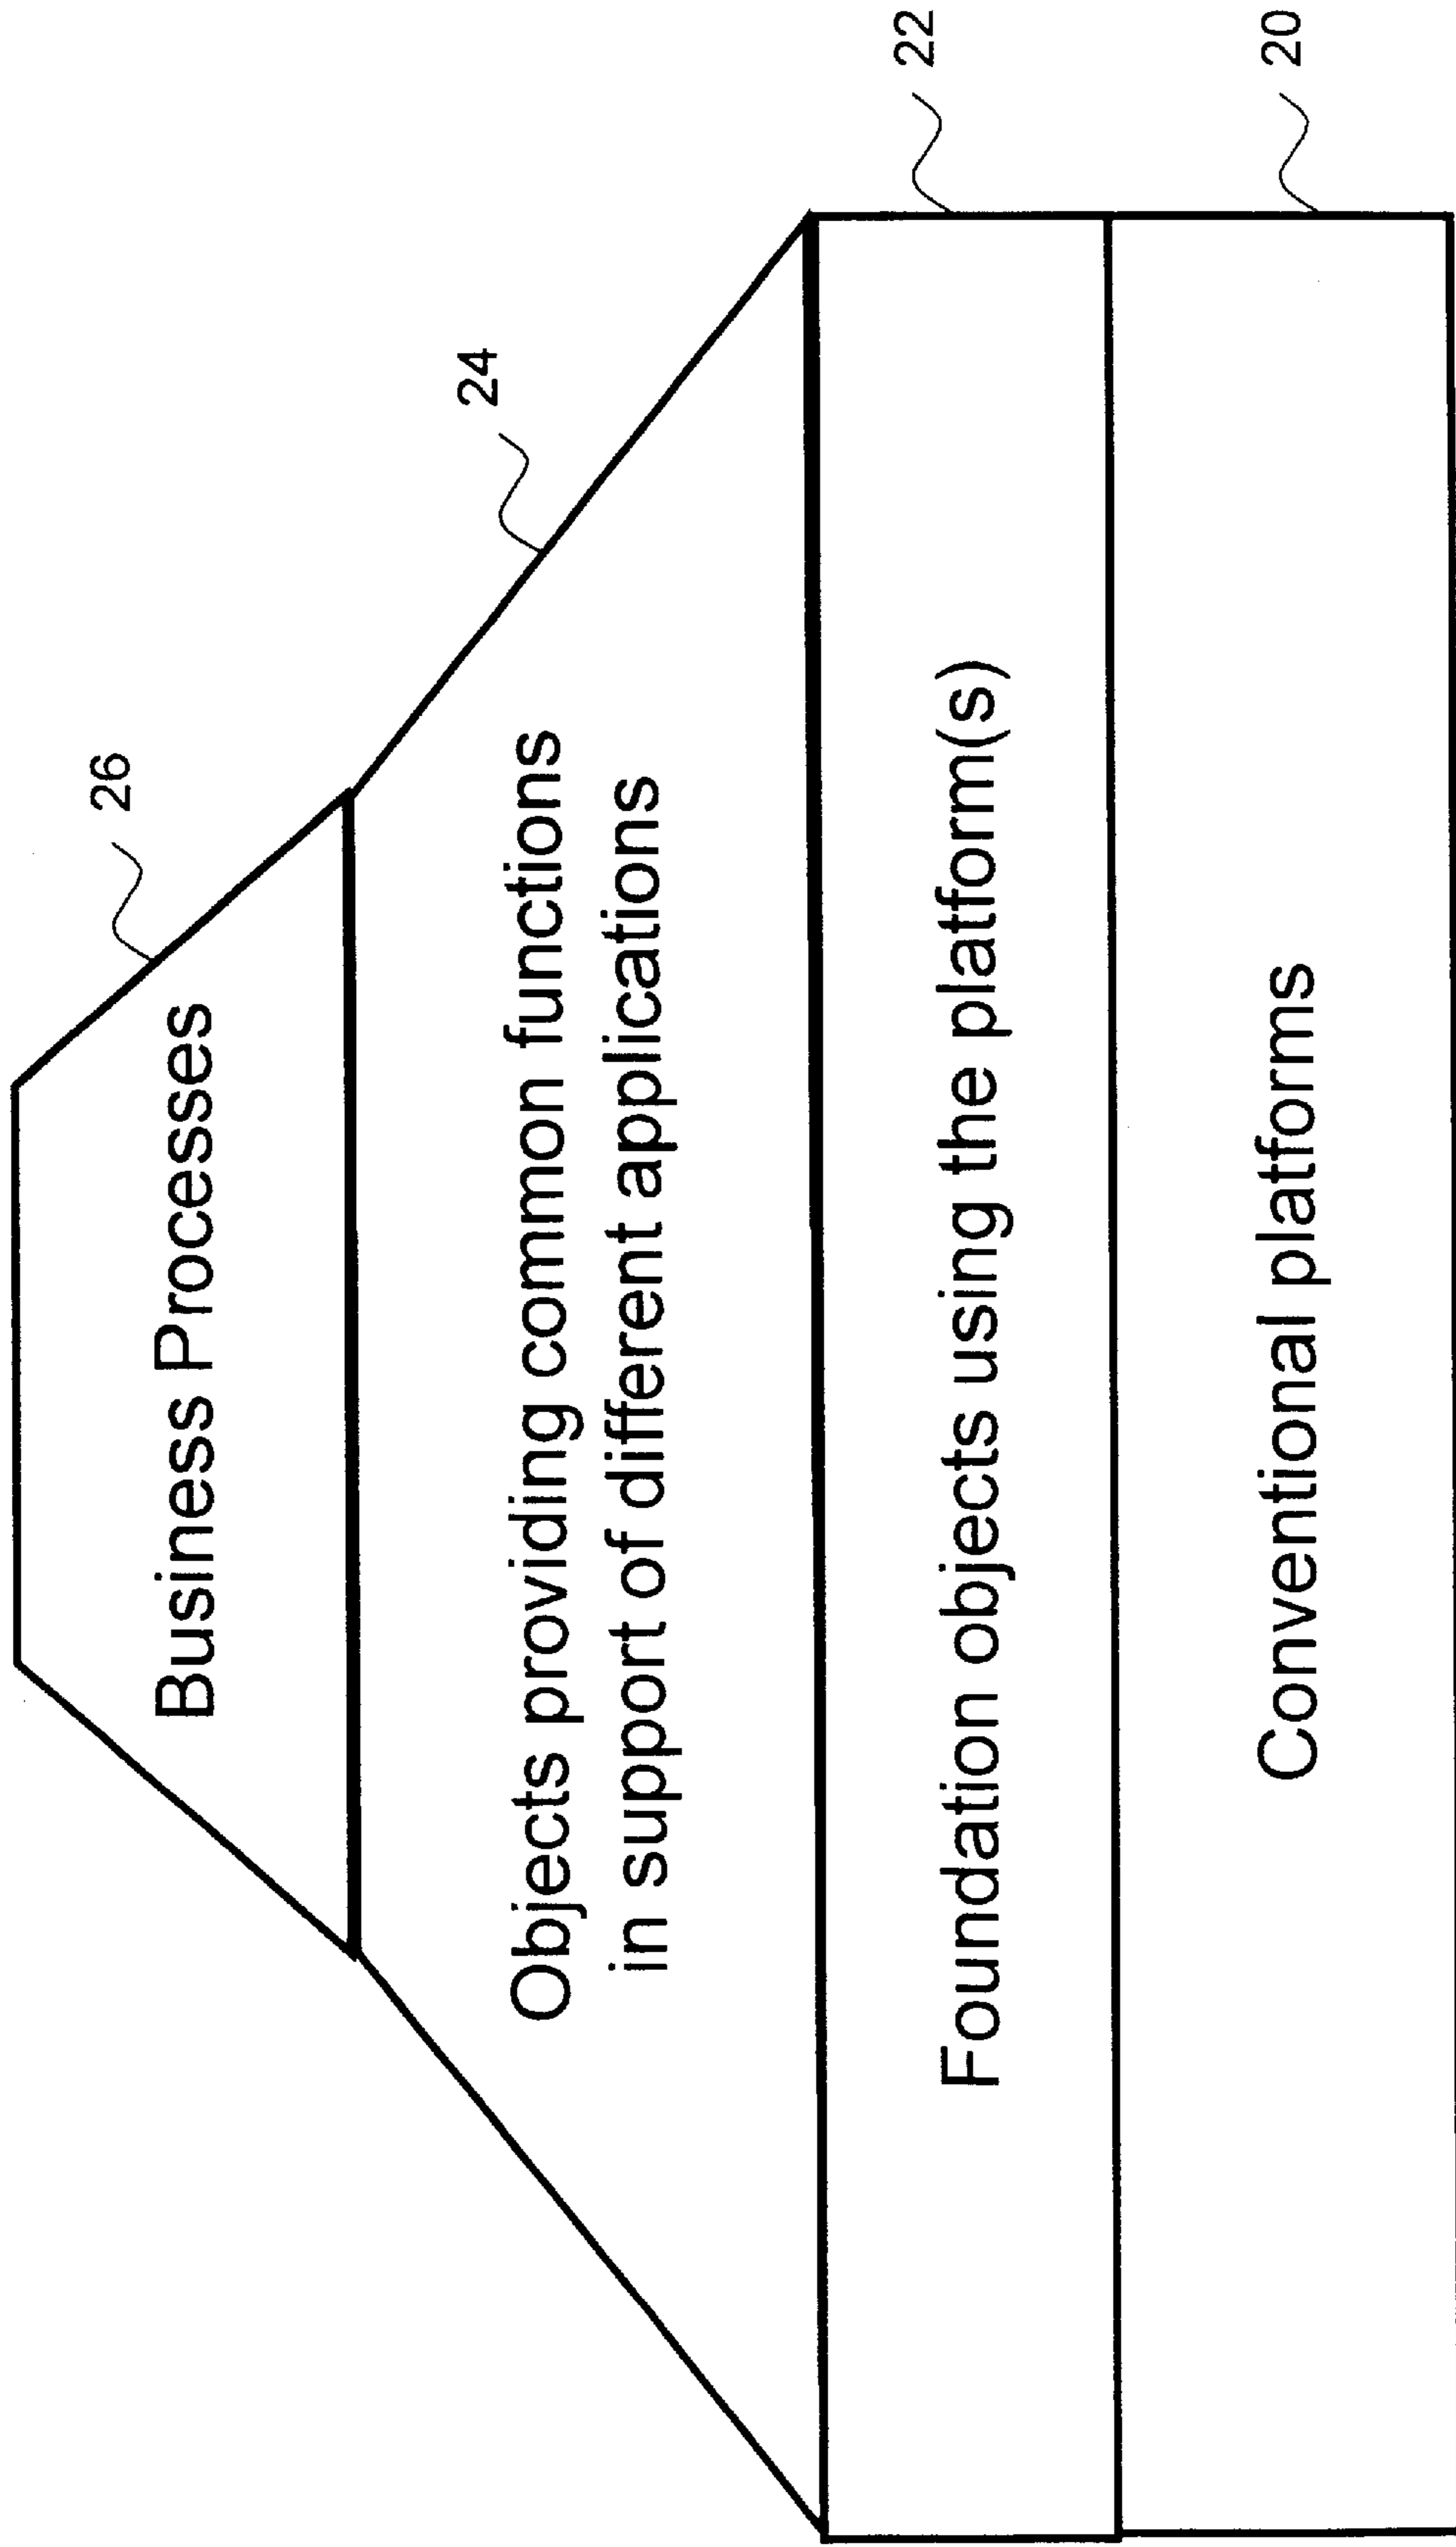 Business Processes
26
Objects providing common functions
in support of different applications
24
Foundation objects using the platform(s)
22
Conventional platforms
20